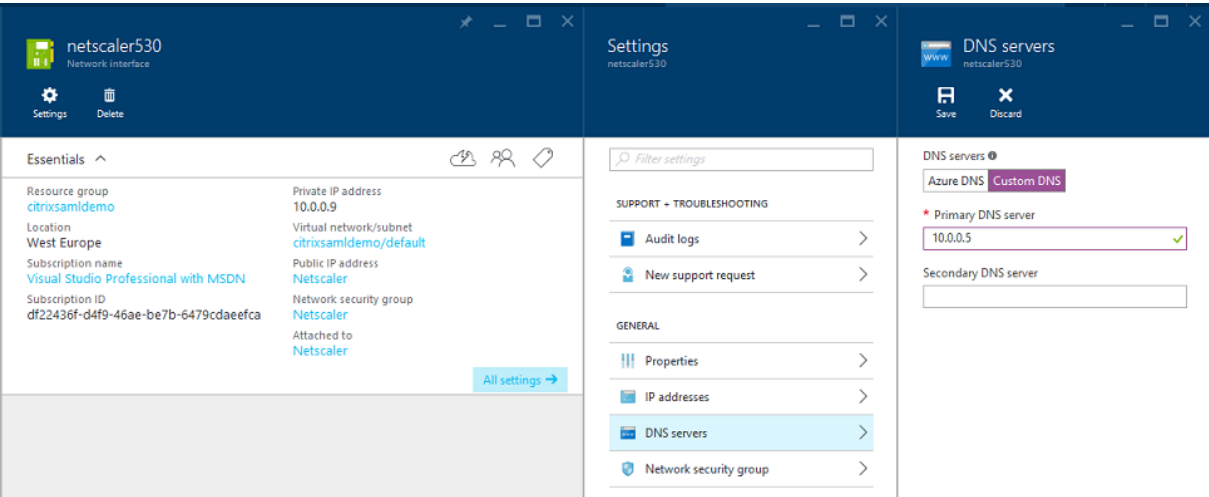 netscaler530
Network interface
Settings
Delete
Essentials
Resource group
citrixsamldemo
Location
West Europe
Subscription name
Visual Studio Professional with MSDN
Subscription ID
df22436f-d4f9-46ae-be7b-6479cdaeefca
Private IP address
10.0.0.9
Virtual network/subnet
citrixsamldemo/default
Public IP address
Netscaler
Network security group
Netscaler
Attached to
Netscaler
All settings →
Settings
netscaler530
Filter settings
SUPPORT + TROUBLESHOOTING
Audit logs
New support request
GENERAL
Properties
IP addresses
DNS servers
Network security group
www
DNS servers
netscaler530
Save
Discard
DNS servers
Azure DNS Custom DNS
* Primary DNS server
10.0.0.5
Secondary DNS server